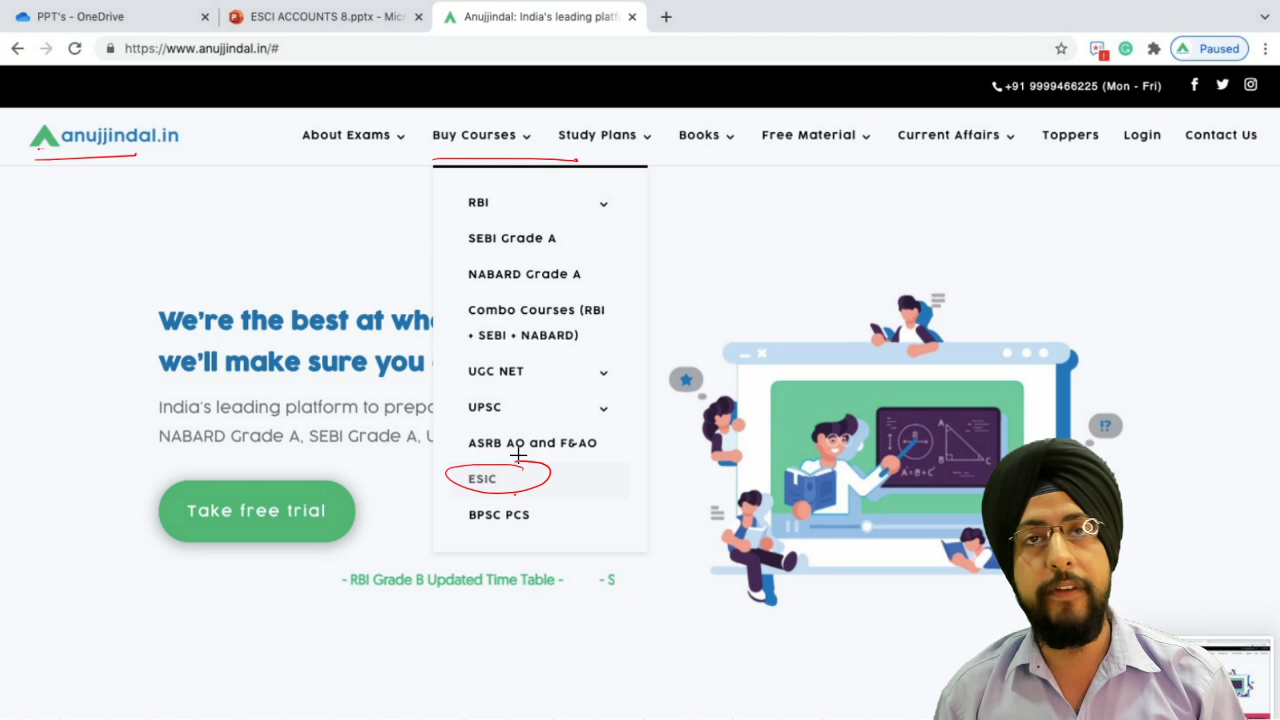 PPT's - OneDrive
ESCI ACCOUNTS 8.pptx - Mic
Anujjindal: India's leading platf
https://www.anujjindal.in/#
Paused
+91 9999466225 (Mon - Fri)
anujjindal.in
About Exams
Buy Courses
Study Plans
Books
Free Material
Current Affairs
Toppers
Login
Contact Us
RBI
SEBI Grade A
NABARD Grade A
Combo Courses (RBI
+ SEBI + NABARD)
UGC NET
UPSC
ASRB AO and F&AO
ESIC
BPSC PCS
We're the best at wh
we'll make sure you
India's leading platform to prep
NABARD Grade A, SEBI Grade A, U
Take free trial
- RBI Grade B Updated Time Table - - S
!?
A
B
C